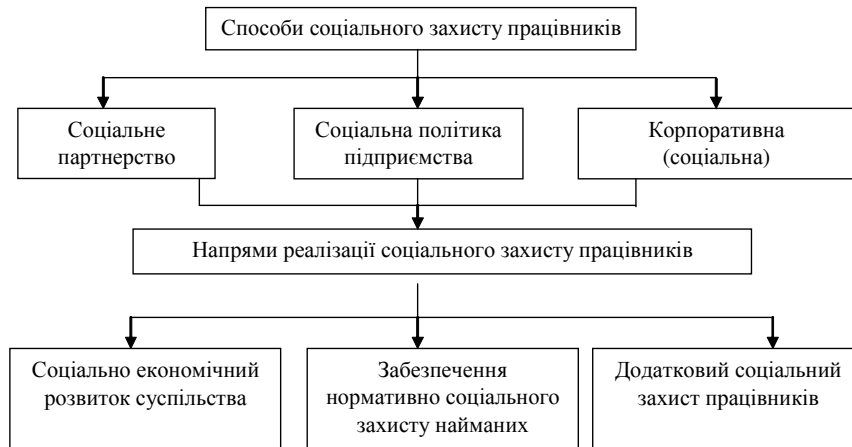 Способи соціального захисту працівників
Соціальне
партнерство
Соціальна політика
підприємства
Корпоративна
(соціальна)
Напрями реалізації соціального захисту працівників
Соціально економічний
розвиток суспільства
Забезпечення
нормативно соціального
захисту найманих
Додатковий соціальний
захист працівників